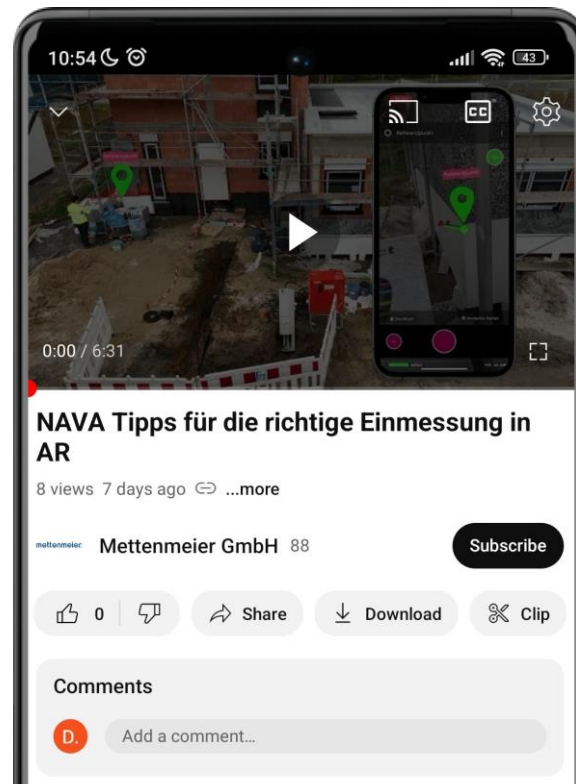 10:54
43
CC
0:00 / 6:31
NAVA Tipps für die richtige Einmessung in
AR
8 views 7 days ago ...more
mettenmeier
Mettenmeier GmbH 88
Subscribe
0
Share
Download
Clip
Comments
D.
Add a comment...